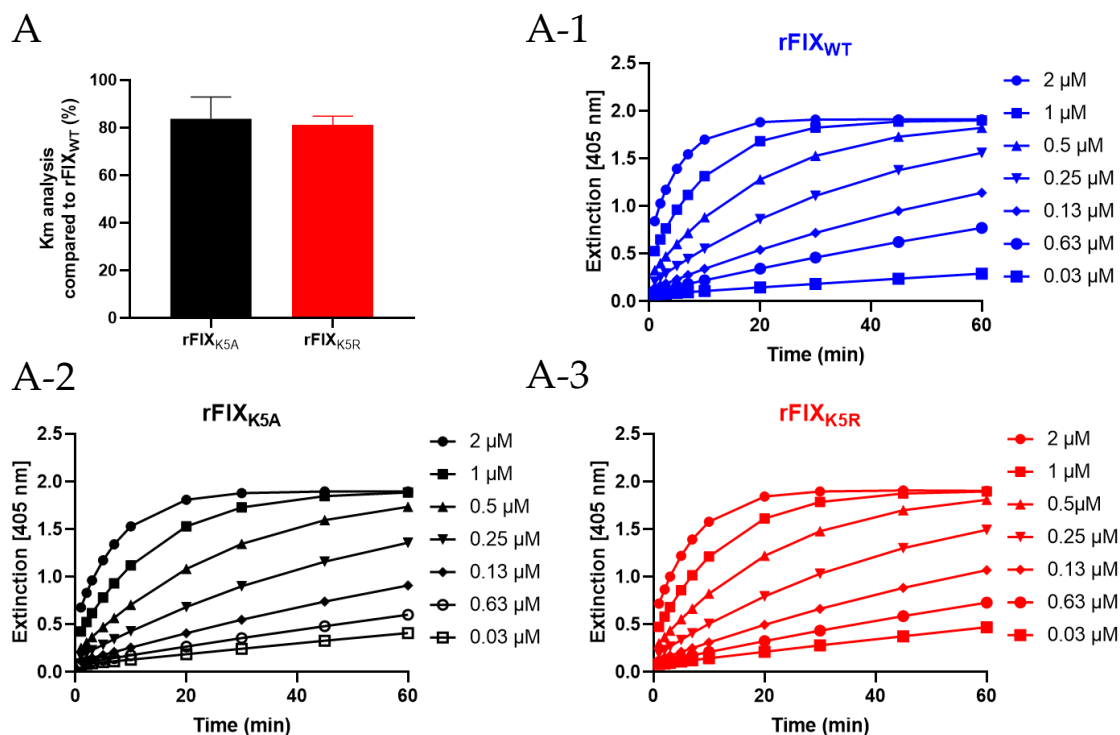 A
Km analysis
compared to rFIXWT (%)
100
80
60
40
20
0
rFIXK5A
rFIXK5R
A-1
rFIXWT
Extinction [405 nm]
2.5
2.0
1.5
1.0
0.5
0.0
0
20
40
60
Time (min)
2 µM
1 µM
0.5 µM
0.25 µM
0.13 µM
0.63 µM
0.03 µM
A-2
rFIXK5A
Extinction [405 nm]
2.5
2.0
1.5
1.0
0.5
0.0
0
20
40
60
Time (min)
2 µM
1 µM
0.5 µM
0.25 µM
0.13 µM
0.63 µM
0.03 µM
A-3
rFIXK5R
Extinction [405 nm]
2.5
2.0
1.5
1.0
0.5
0.0
0
20
40
60
Time (min)
2 µM
1 µM
0.5µM
0.25 µM
0.13 µM
0.63 µM
0.03 µM